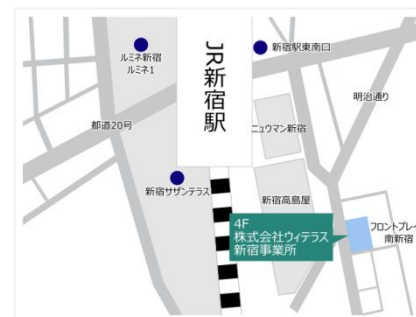 ルミネ新宿
ルミネ1
JR新宿駅
新宿駅東南口
明治通り
都道20号
ニュウマン新宿
新宿サザンテラス
新宿高島屋
4F
株式会社ウィテラス
新宿事業所
フロントプレイ
南新宿